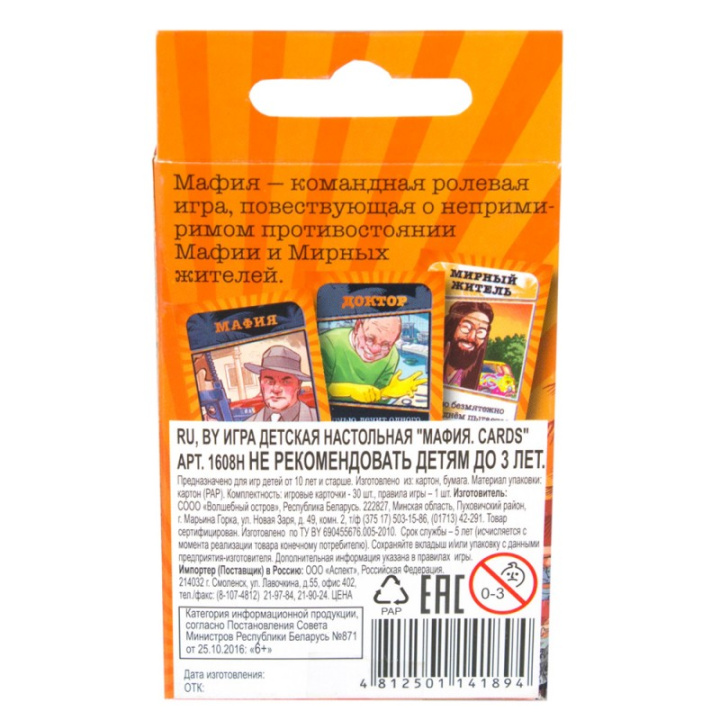 Мафия — командная ролевая
игра, повествующая о неприми-
римом противостоянии
Мафии и Мирных
жителей.
МАФИЯ
ДОКТОР
МИРНЫЙ
ЖИТЕЛЬ
безмятежно
RU, BY ИГРА ДЕТСКАЯ НАСТОЛЬНАЯ "МАФИЯ. CARDS"
АРТ. 1608Н НЕ РЕКОМЕНДОВАТЬ ДЕТЯМ ДО 3 ЛЕТ.
Предназначено для игр детей от 10 лет и старше. Изготовлено из: картон, бумага. Материал упаковки:
картон (PAP). Комплектность: игровые карточки - 30 шт., правила игры – 1 шт. Изготовитель:
СООО «Волшебный остров», Республика Беларусь. 222827, Минская область, Пуховичский район,
г. Марьина Горка, ул. Новая Заря, д. 49, комн. 2, т/ф (375 17) 503-15-86, (01713) 42-291. Товар
сертифицирован. Изготовлено по ТУ BY 690455676.005-2010. Срок службы – 5 лет (исчисляется с
момента реализации товара конечному потребителю). Сохраняйте вкладыш и/или упаковку с данными
предприятия-изготовителя. Дополнительная информация указана в правилах игры.
Импортер (Поставщик) в Россию: ООО «Аспект», Российская Федерация.
214032 г. Смоленск, ул. Лавочкина, д.55, офис 402,
тел./факс: (8-107-4812) 21-97-84, 21-90-24. ЦЕНА
PAP
EAC
0-3
Категория информационной продукции,
согласно Постановления Совета
Министров Республики Беларусь №871
от 25.10.2016: «6+»
Дата изготовления:
ОТК:
4 812501 141894